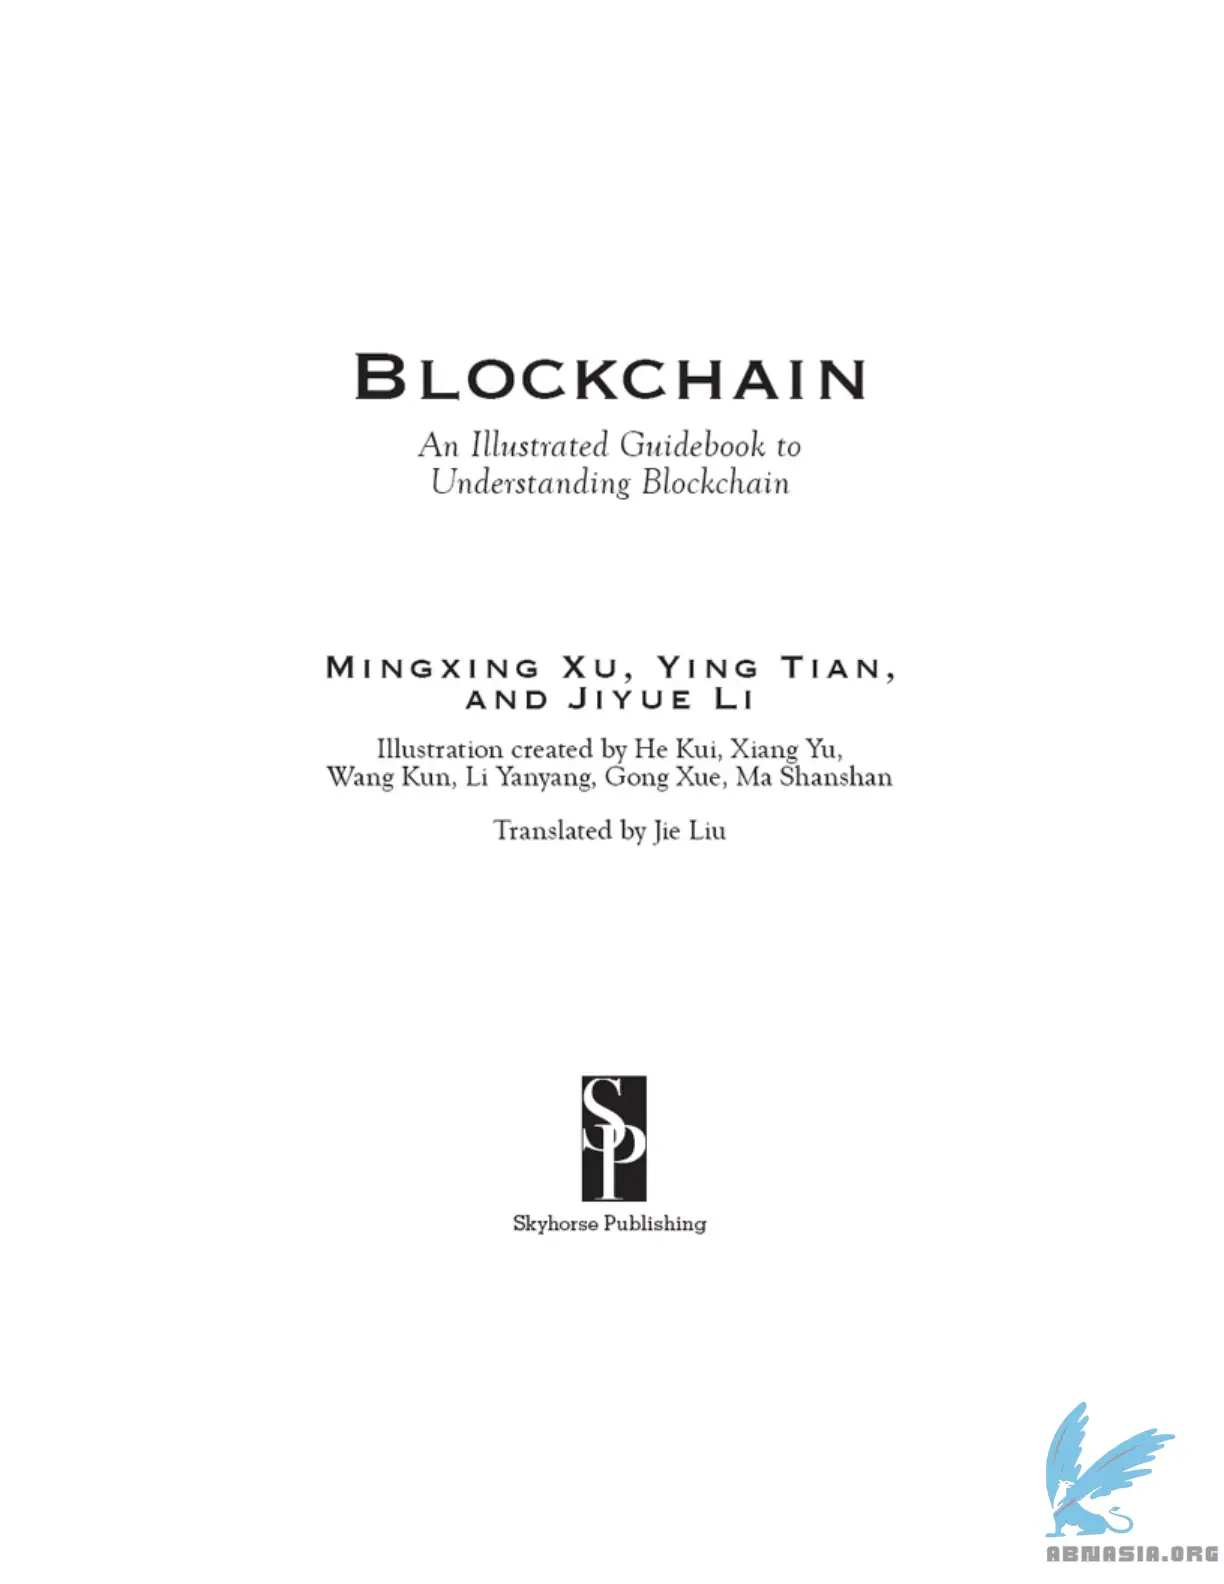 BLOCKCHAIN
An Illustrated Guidebook to
Understanding Blockchain
MINGXING XU, YING TIAN,
AND JIYUE LI
Illustration created by He Kui, Xiang Yu,
Wang Kun, Li Yanyang, Gong Xue, Ma Shanshan
Translated by Jie Liu
SP
Skyhorse Publishing
ABNASIA.ORG